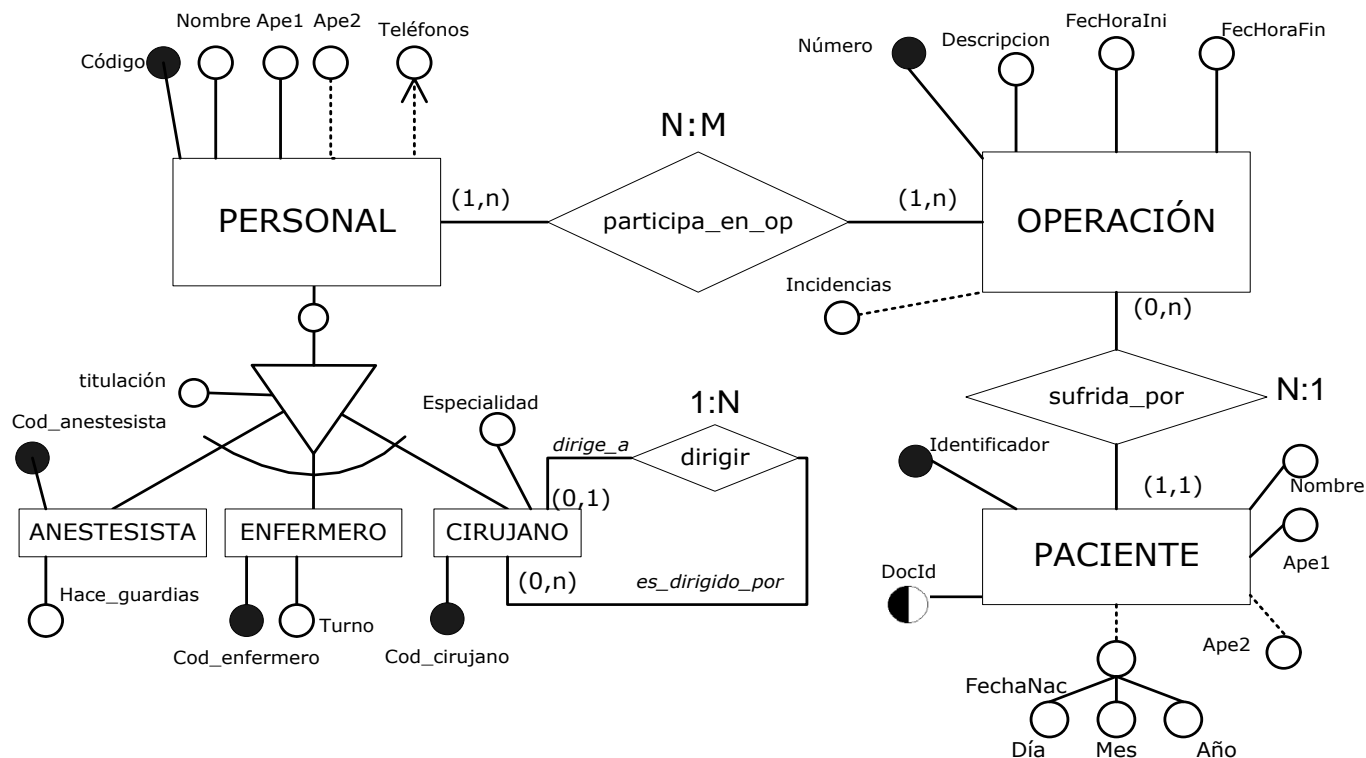 Nombre Ape1 Ape2
Teléfonos
FecHoraIni
FecHoraFin
Código
Número
Descripcion
N:M
PERSONAL
(1,n)
participa_en_op
(1,n)
OPERACIÓN
Incidencias
(0,n)
titulación
Cod_anestesista
Especialidad
1:N
dirige_a
dirigir
sufrida_por
N:1
Identificador
(0,1)
(1,1)
Nombre
ANESTESISTA
ENFERMERO
CIRUJANO
PACIENTE
Ape1
(0,n)
es_dirigido_por
DocId
Hace_guardias
Turno
Cod_enfermero
Cod_cirujano
Ape2
FechaNac
Día
Mes
Año